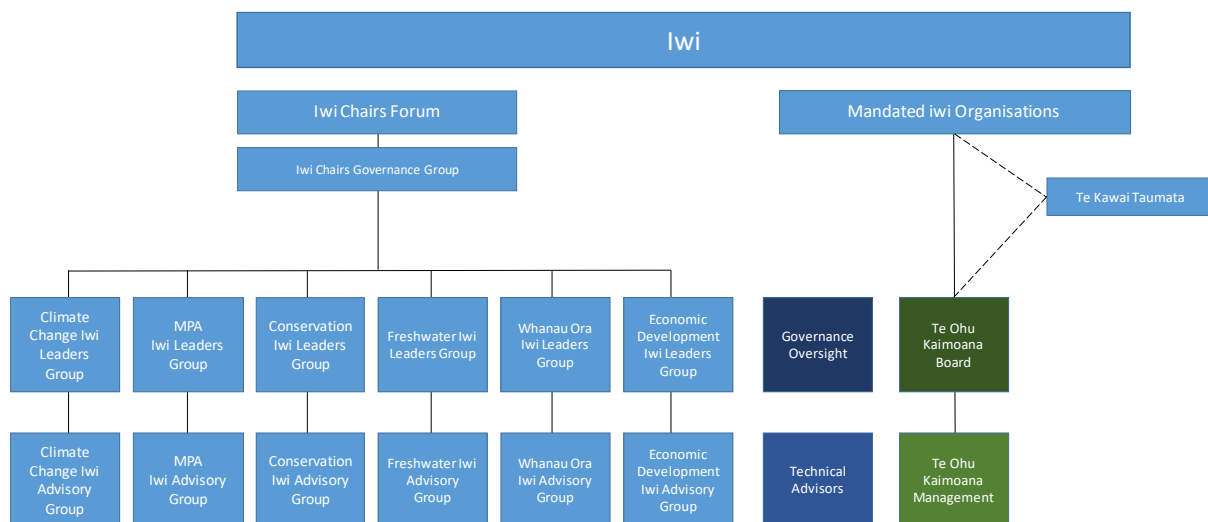 Iwi
Iwi Chairs Forum
Mandated iwi Organisations
Iwi Chairs Governance Group
Te Kawai Taumata
Climate
Change Iwi
Leaders
Group
MPA
Iwi Leaders
Group
Conservation
Iwi Leaders
Group
Freshwater Iwi
Leaders Group
Whanau Ora
Iwi Leaders
Group
Economic
Development
Iwi Leaders
Group
Governance
Oversight
Te Ohu
Kaimoana
Board
Climate
Change Iwi
Advisory
Group
MPA
Iwi Advisory
Group
Conservation
Iwi Advisory
Group
Freshwater Iwi
Advisory
Group
Whanau Ora
Iwi Advisory
Group
Economic
Development
Iwi Advisory
Group
Technical
Advisors
Te Ohu
Kaimoana
Management